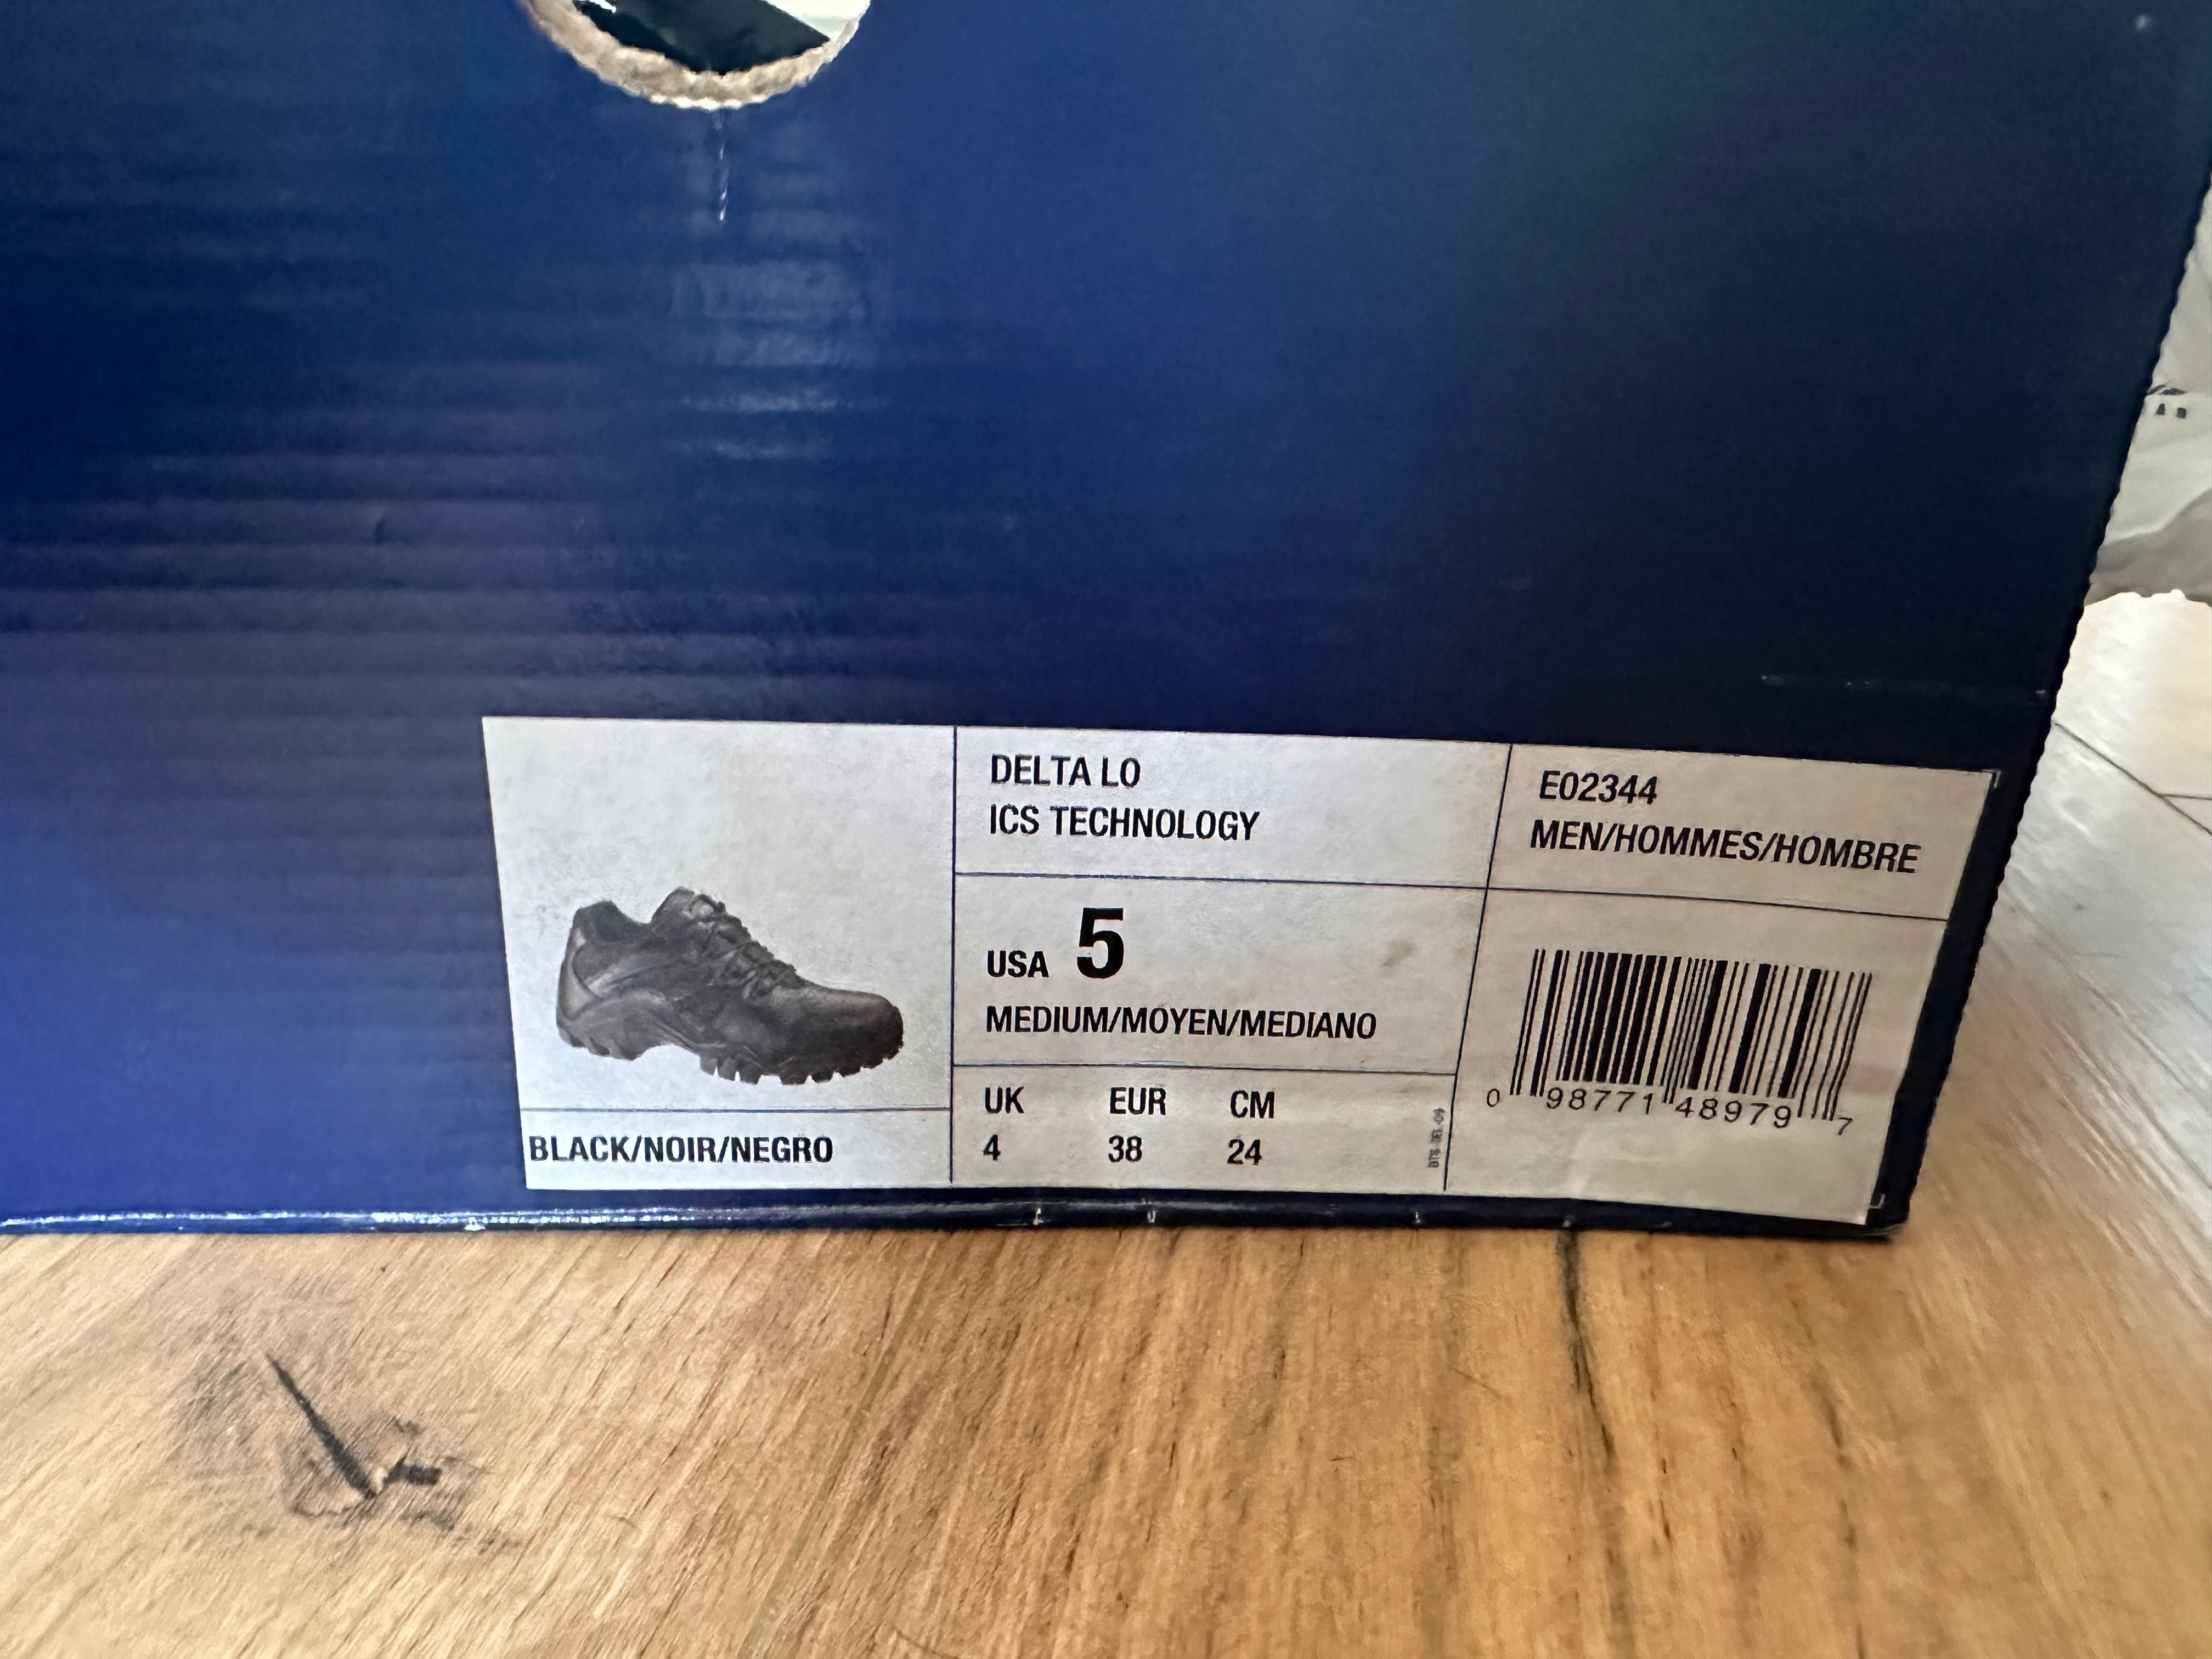 DELTA LO
ICS TECHNOLOGY
E02344
MEN/HOMMES/HOMBRE
USA 5
MEDIUM/MOYEN/MEDIANO
UK EUR CM
4 38 24
BLACK/NOIR/NEGRO
0 98771 48979 7